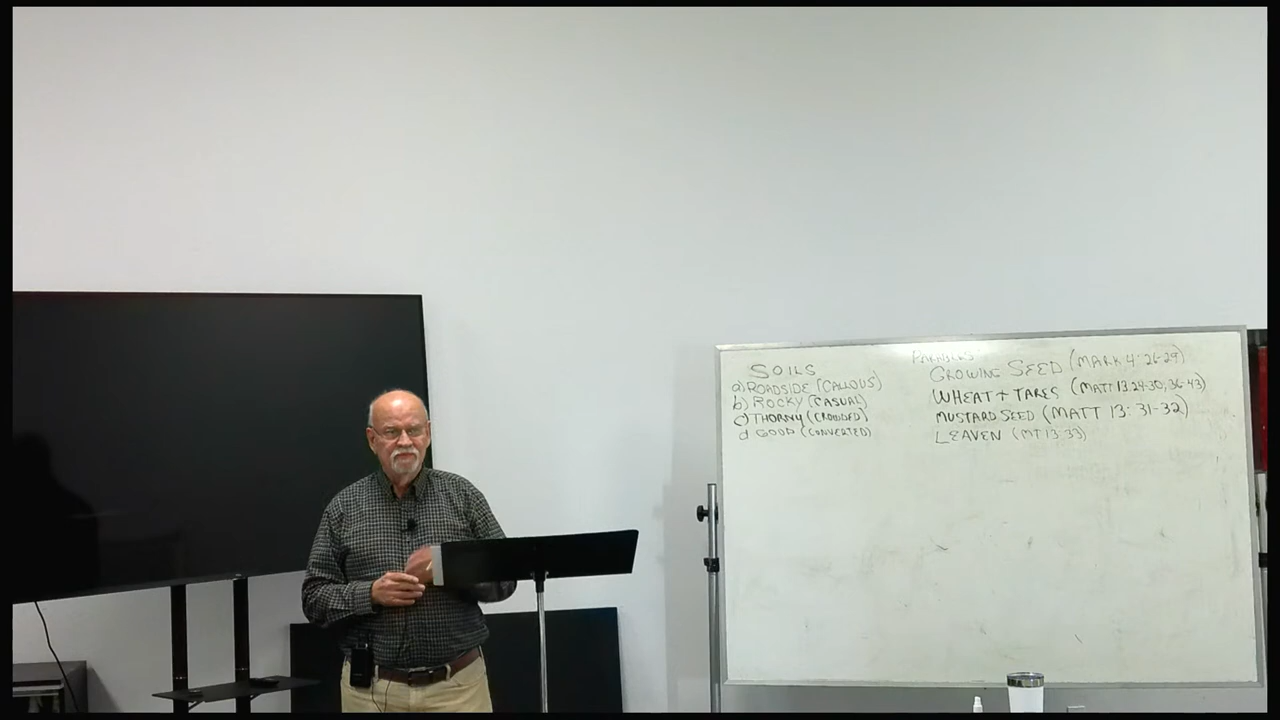 SOILS
a) ROADSIDE (CALLOUS)
b) ROCKY (CASUAL)
c) THORNY (CROWDED)
d GOOD (CONVERTED)
PARABLES
GROWING SEED (MARK 4:26-29)
WHEAT + TARES (MATT 13:24-30; 36-43)
MUSTARD SEED (MATT 13:31-32)
LEAVEN (MT 13:33)